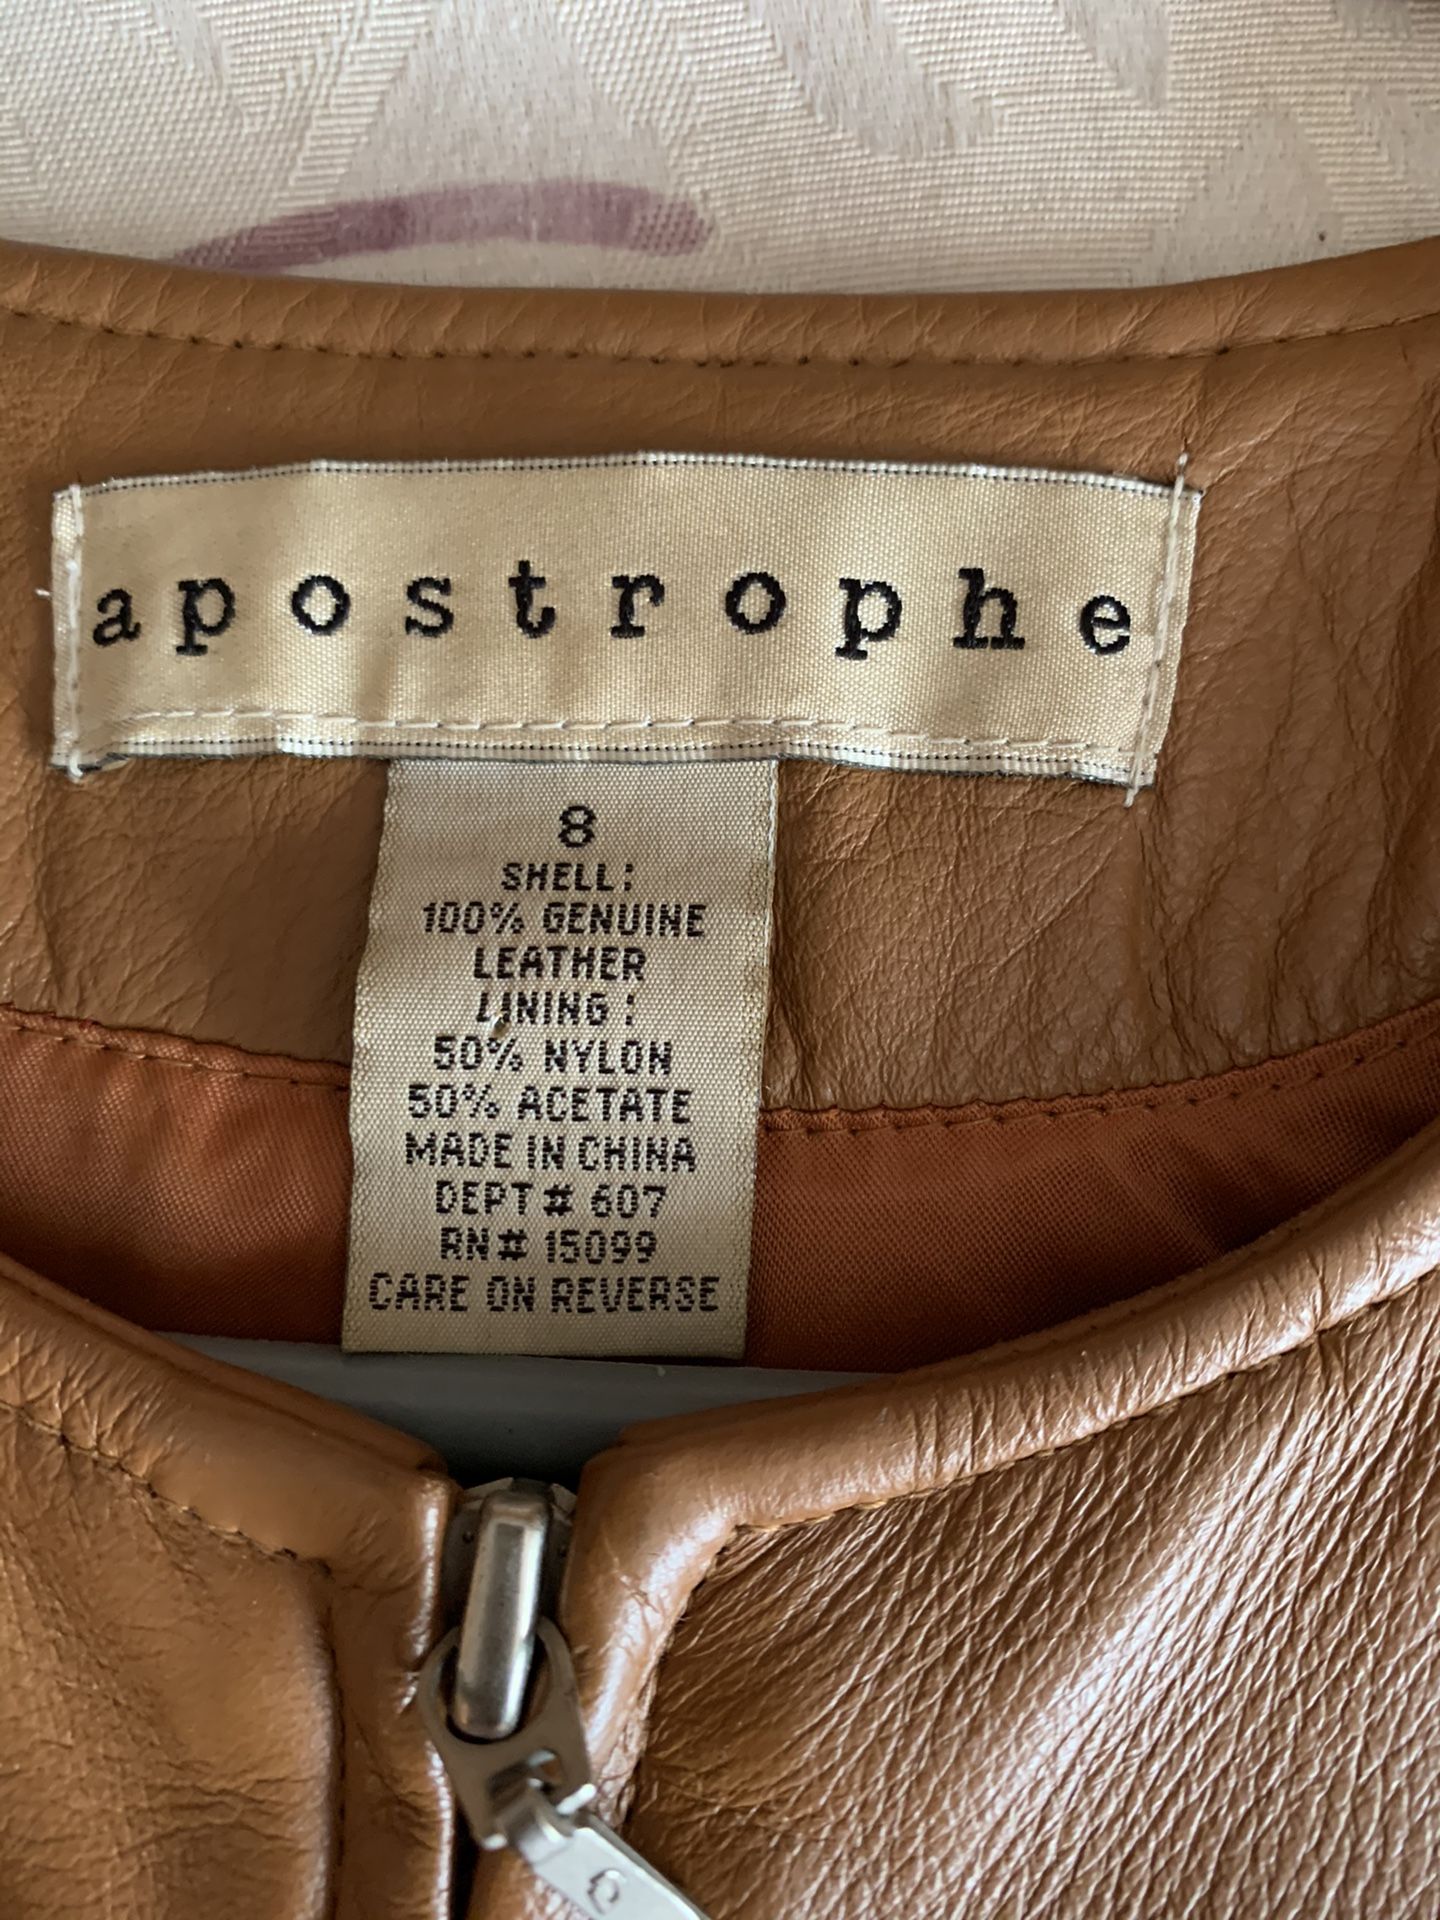 apostrophe
8
SHELL:
100% GENUINE
LEATHER
LINING:
50% NYLON
50% ACETATE
MADE IN CHINA
DEPT # 607
RN# 15099
CARE ON REVERSE